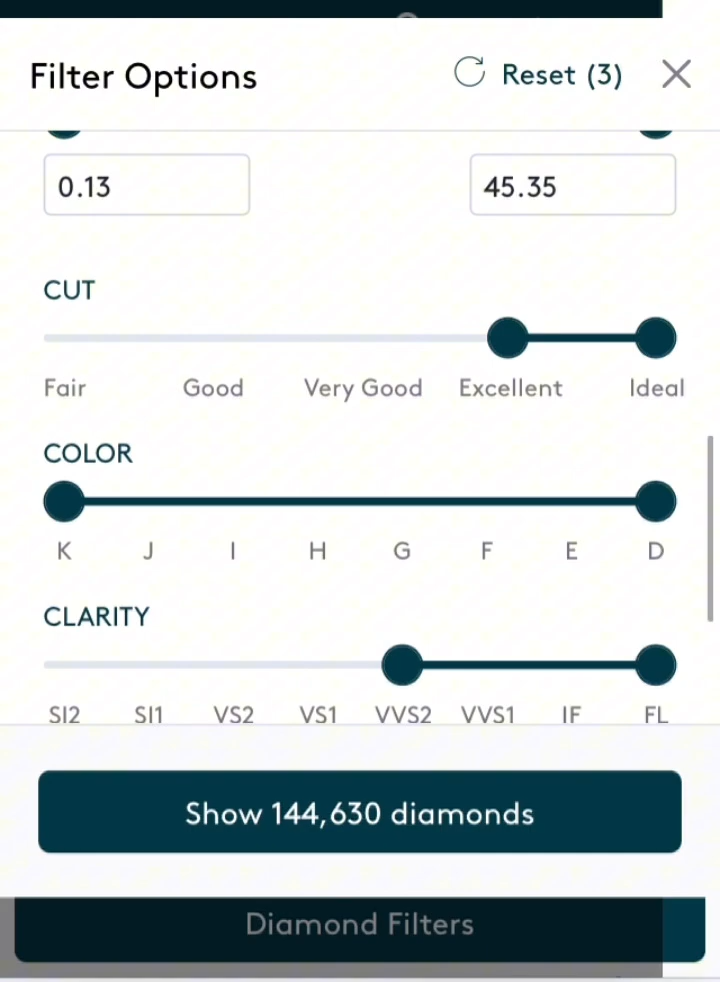 Filter Options Reset (3)
0.13 45.35
CUT
Fair Good Very Good Excellent Ideal
COLOR
K J I H G F E D
CLARITY
SI2 SI1 VS2 VS1 VVS2 VVS1 IF FL
Show 144,630 diamonds
Diamond Filters